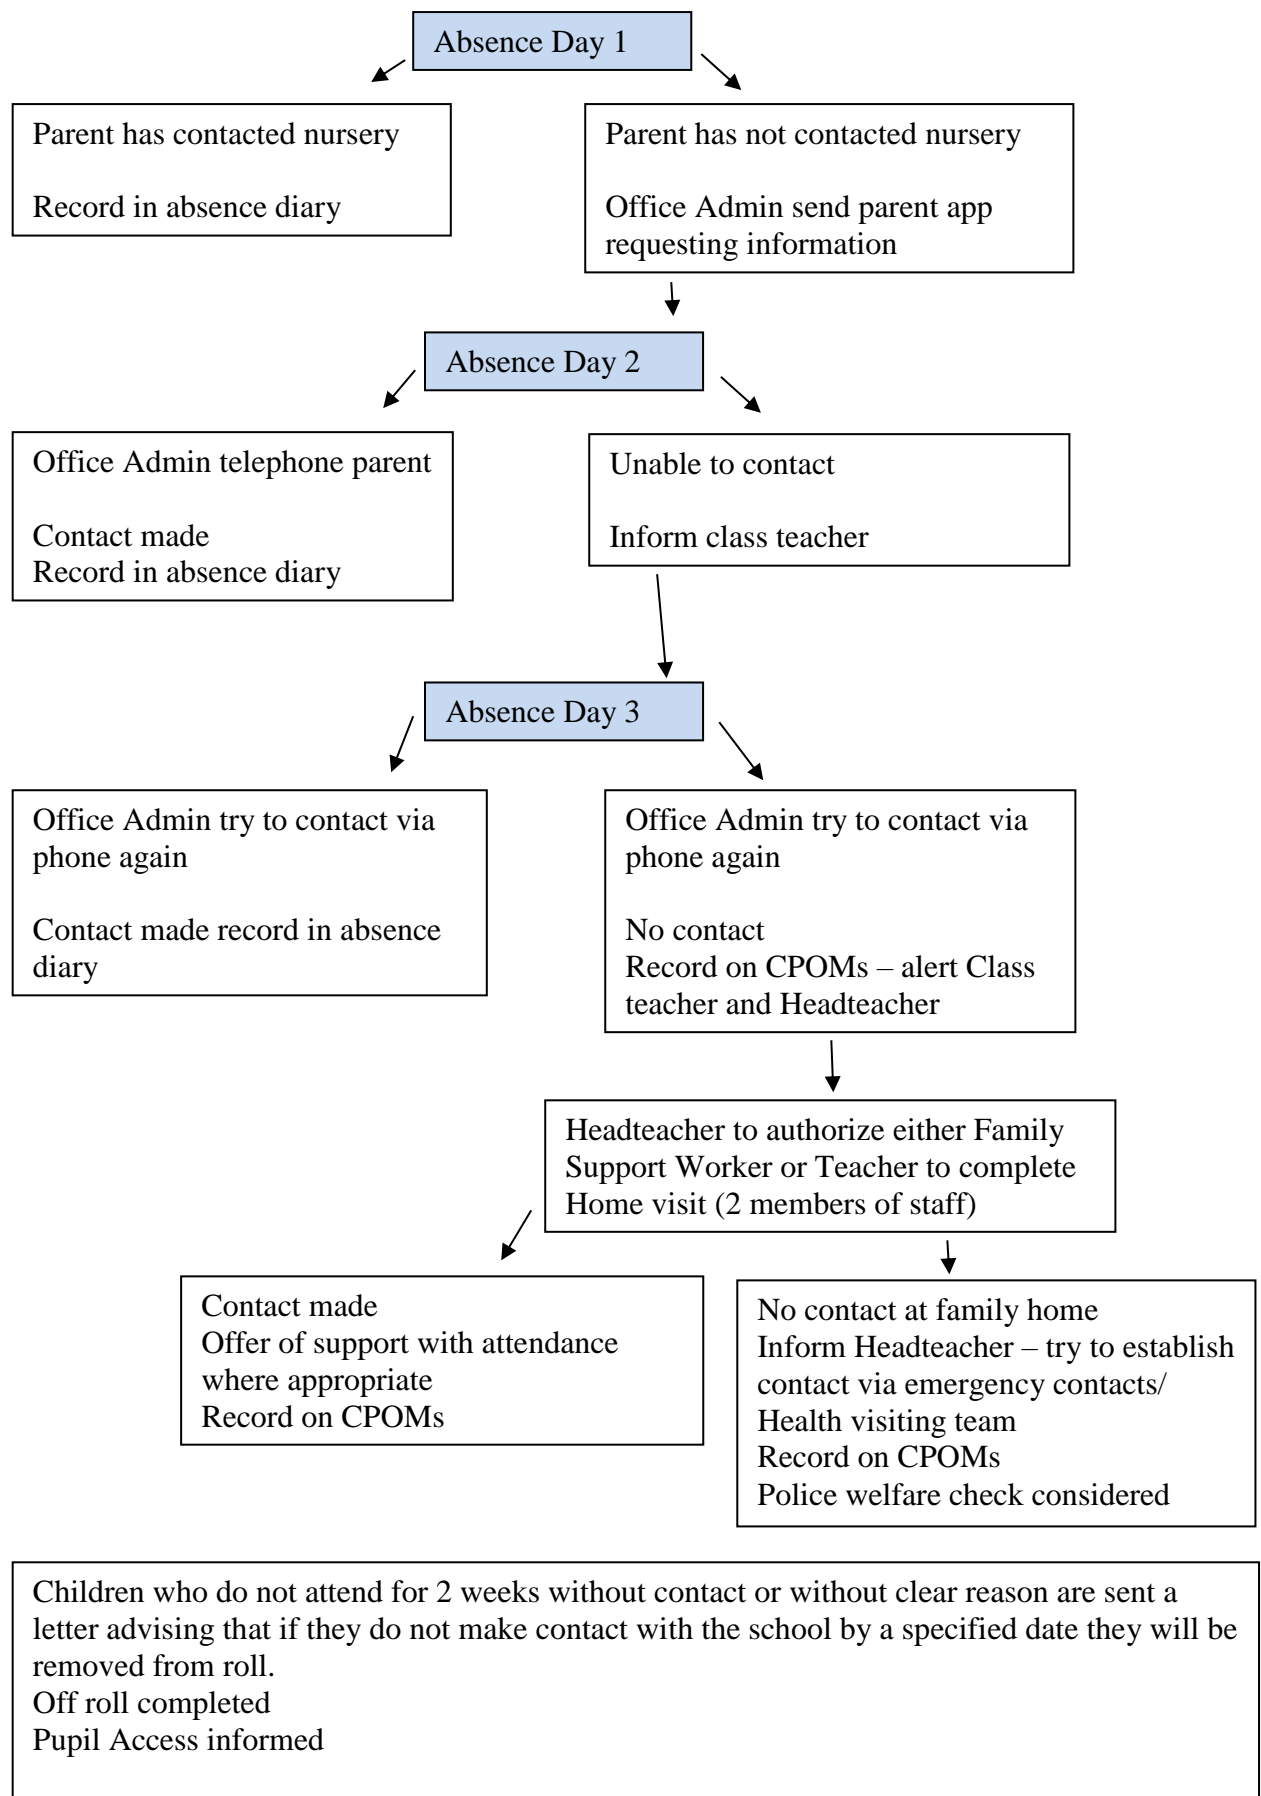 Absence Day 1
Parent has contacted nursery
Record in absence diary
Parent has not contacted nursery
Office Admin send parent app
requesting information
Absence Day 2
Office Admin telephone parent
Contact made
Record in absence diary
Unable to contact
Inform class teacher
Absence Day 3
Office Admin try to contact via
phone again
Contact made record in absence
diary
Office Admin try to contact via
phone again
No contact
Record on CPOMs – alert Class
teacher and Headteacher
Headteacher to authorize either Family
Support Worker or Teacher to complete
Home visit (2 members of staff)
Contact made
Offer of support with attendance
where appropriate
Record on CPOMs
No contact at family home
Inform Headteacher – try to establish
contact via emergency contacts/
Health visiting team
Record on CPOMs
Police welfare check considered
Children who do not attend for 2 weeks without contact or without clear reason are sent a
letter advising that if they do not make contact with the school by a specified date they will be
removed from roll.
Off roll completed
Pupil Access informed